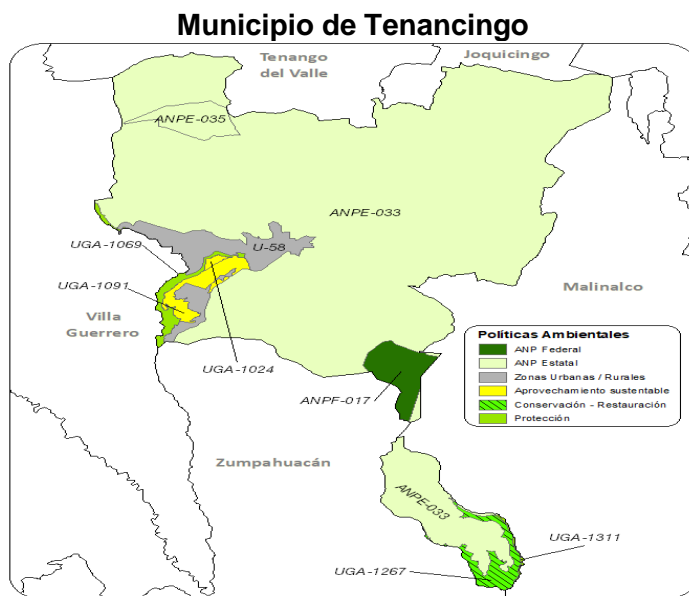 Municipio de Tenancingo
Tenango
del Valle
Joquicingo
ANPE-035
ANPE-033
UGA-1069
U-58
UGA-1091
Malinalco
Villa
Guerrero
UGA-1024
ANPF-017
Políticas Ambientales
ANP Federal
ANP Estatal
Zonas Urbanas / Rurales
Aprovechamiento sustentable
Conservación - Restauración
Protección
Zumpahuacán
ANPE-033
UGA-1311
UGA-1267